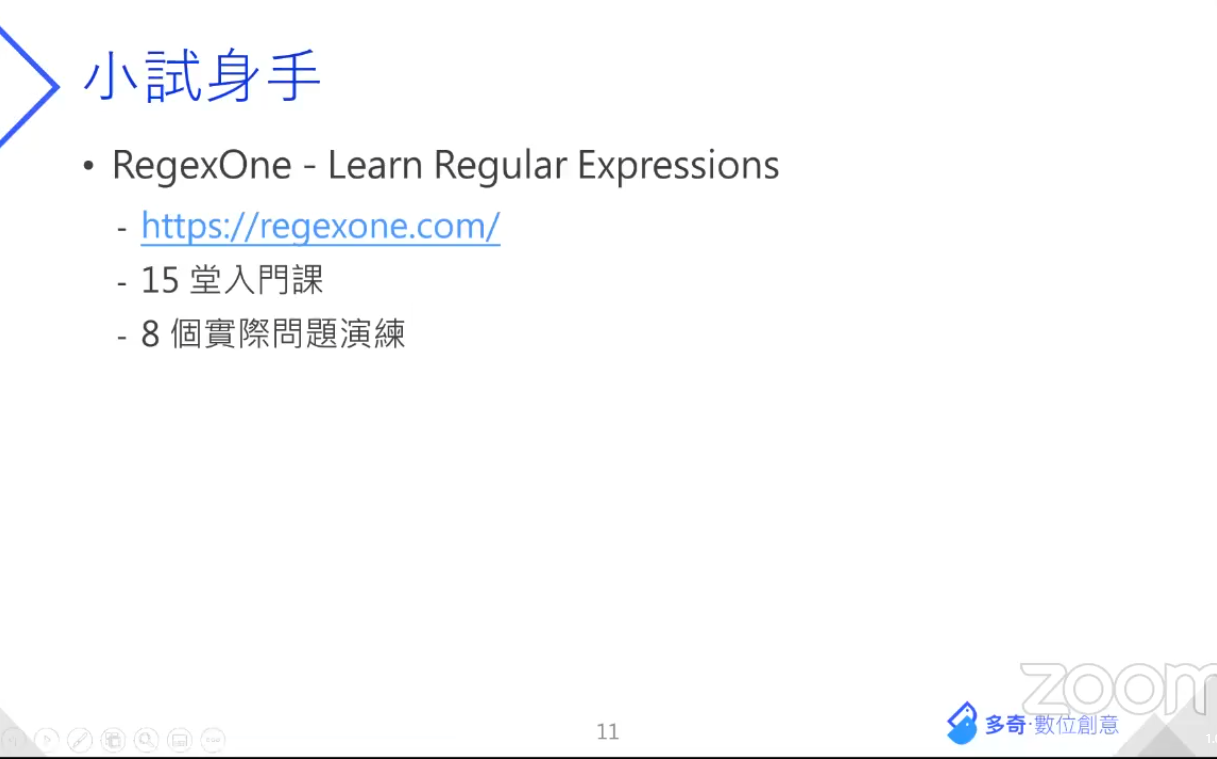 小試身手
• RegexOne - Learn Regular Expressions
- https://regexone.com/
- 15 堂入門課
- 8 個實際問題演練
zoom
多奇·數位創意
11